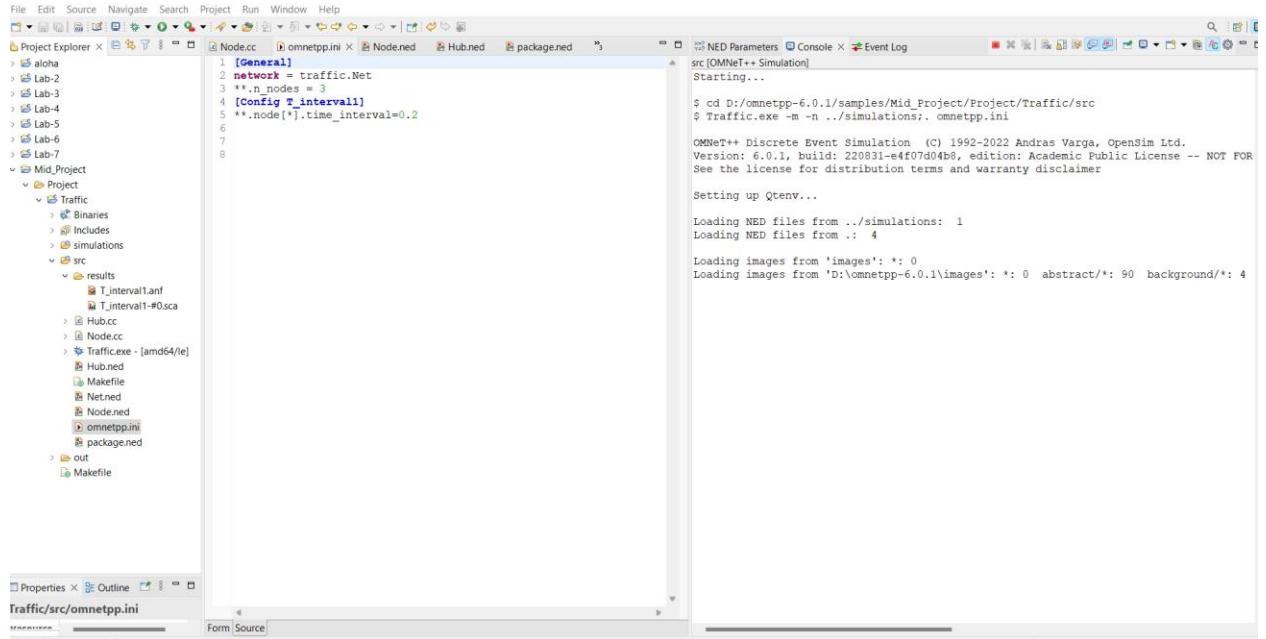 File Edit Source Navigate Search Project Run Window Help
Project Explorer
aloha
Lab-2
Lab-3
Lab-4
Lab-5
Lab-6
Lab-7
Mid_Project
Project
Traffic
Binaries
Includes
simulations
src
results
T_interval1.anf
T_interval1-#0.sca
Hub.cc
Node.cc
Traffic.exe - [amd64/le]
Hub.ned
Makefile
Net.ned
Node.ned
omnetpp.ini
package.ned
out
Makefile
Properties Outline
Traffic/src/omnetpp.ini
Node.cc omnetpp.ini Node.ned Hub.ned package.ned
1 [General]
2 network = traffic.Net
3 **.n_nodes = 3
4 [Config T_interval1]
5 **.node[*].time_interval=0.2
6
7
8
Form Source
NED Parameters Console Event Log
src [OMNeT++ Simulation]
Starting...
$ cd D:/omnetpp-6.0.1/samples/Mid_Project/Project/Traffic/src
$ Traffic.exe -m -n ../simulations;. omnetpp.ini
OMNeT++ Discrete Event Simulation (C) 1992-2022 Andras Varga, OpenSim Ltd.
Version: 6.0.1, build: 220831-e4f07d04b8, edition: Academic Public License -- NOT FOR
See the license for distribution terms and warranty disclaimer
Setting up Qtenv...
Loading NED files from ../simulations: 1
Loading NED files from .: 4
Loading images from 'images': *: 0
Loading images from 'D:\omnetpp-6.0.1\images': *: 0 abstract/*: 90 background/*: 4